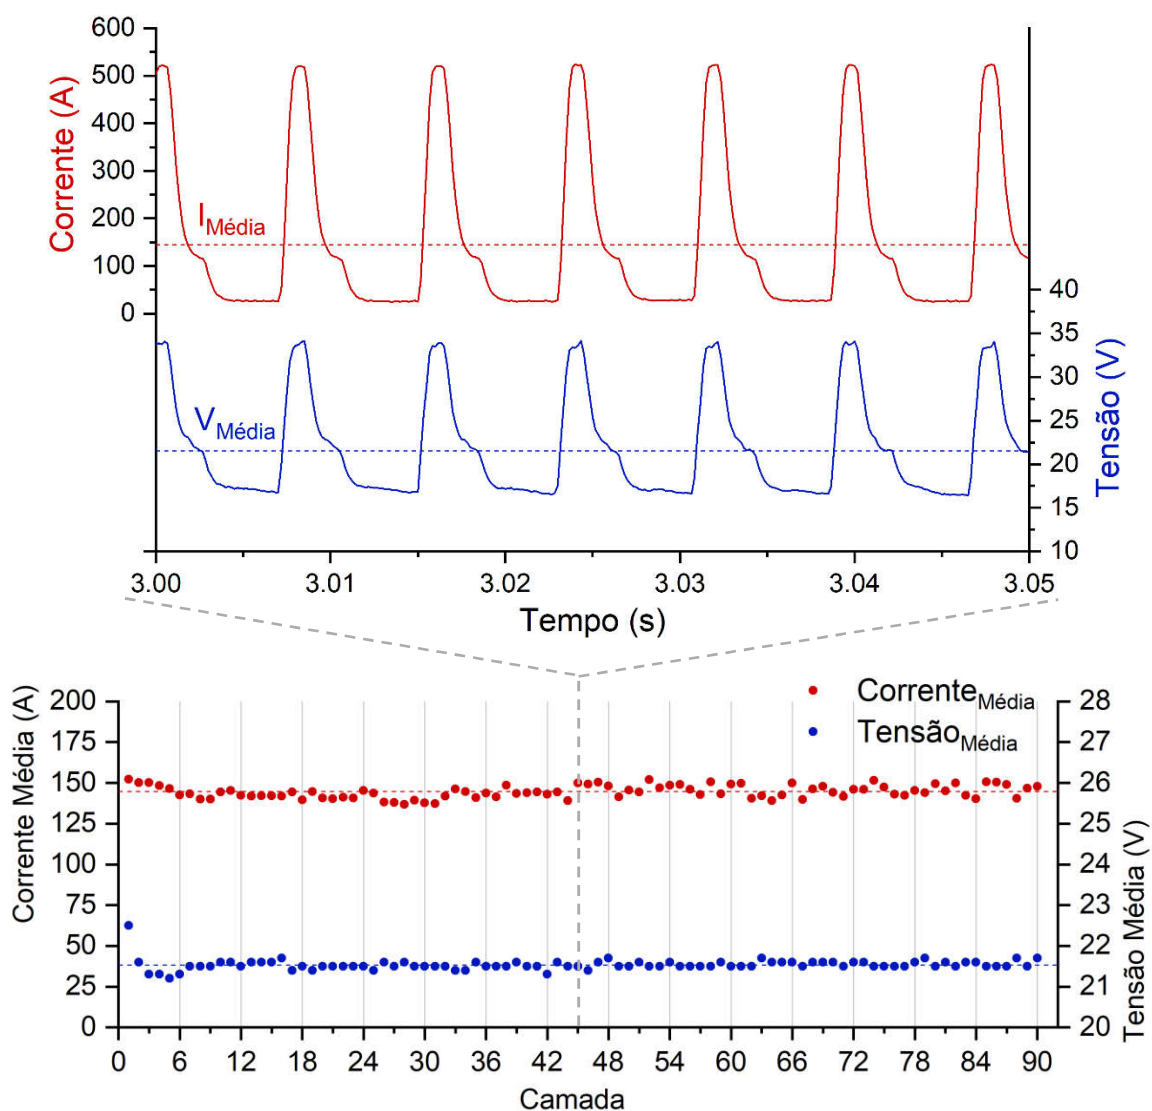 600
500
400
300
200
100
0
Corrente (A)
I Média
V Média
40
35
30
25
20
15
10
Tensão (V)
3.00 3.01 3.02 3.03 3.04 3.05
Tempo (s)
Corrente Média
Tensão Média
200
175
150
125
100
75
50
25
0
Corrente Média (A)
28
27
26
25
24
23
22
21
20
Tensão Média (V)
0 6 12 18 24 30 36 42 48 54 60 66 72 78 84 90
Camada